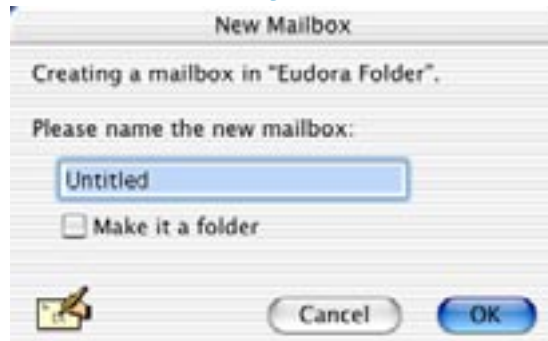 New Mailbox
Creating a mailbox in "Eudora Folder".
Please name the new mailbox:
Untitled
Make it a folder
Cancel OK